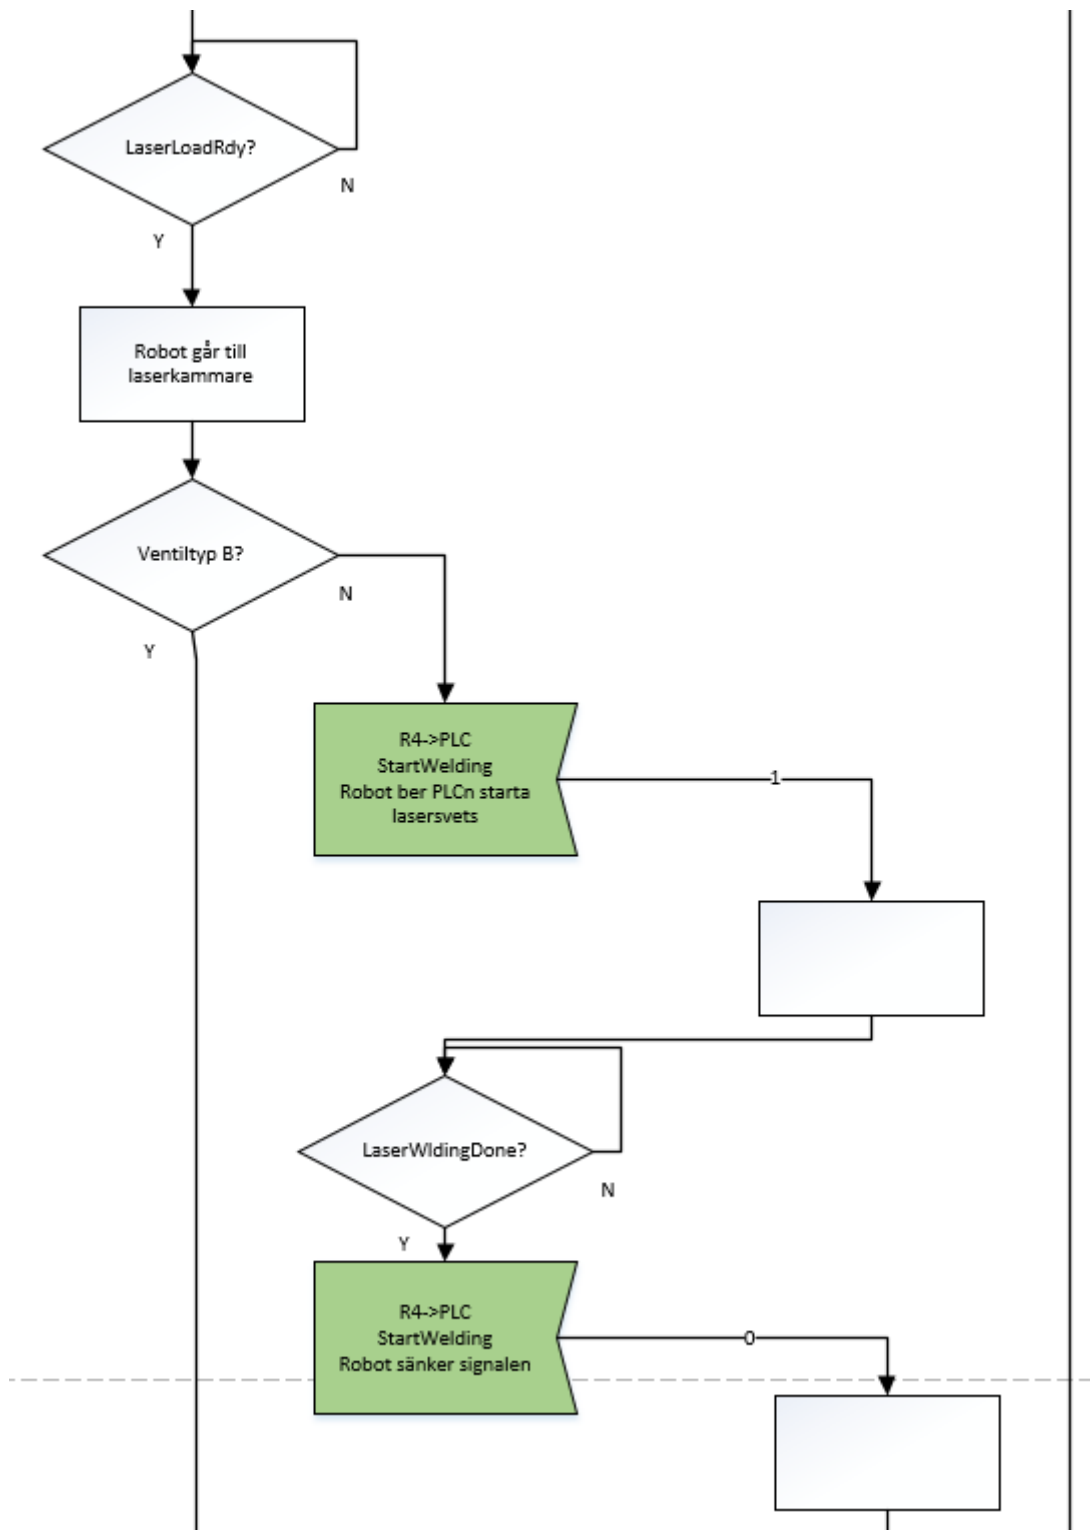 LaserLoadRdy?
N
Y
Robot går till
laserkammare
Ventiltyp B?
N
Y
R4->PLC
StartWelding
Robot ber PLCn starta
lasersvets
1
LaserWldingDone?
N
Y
R4->PLC
StartWelding
Robot sänker signalen
0